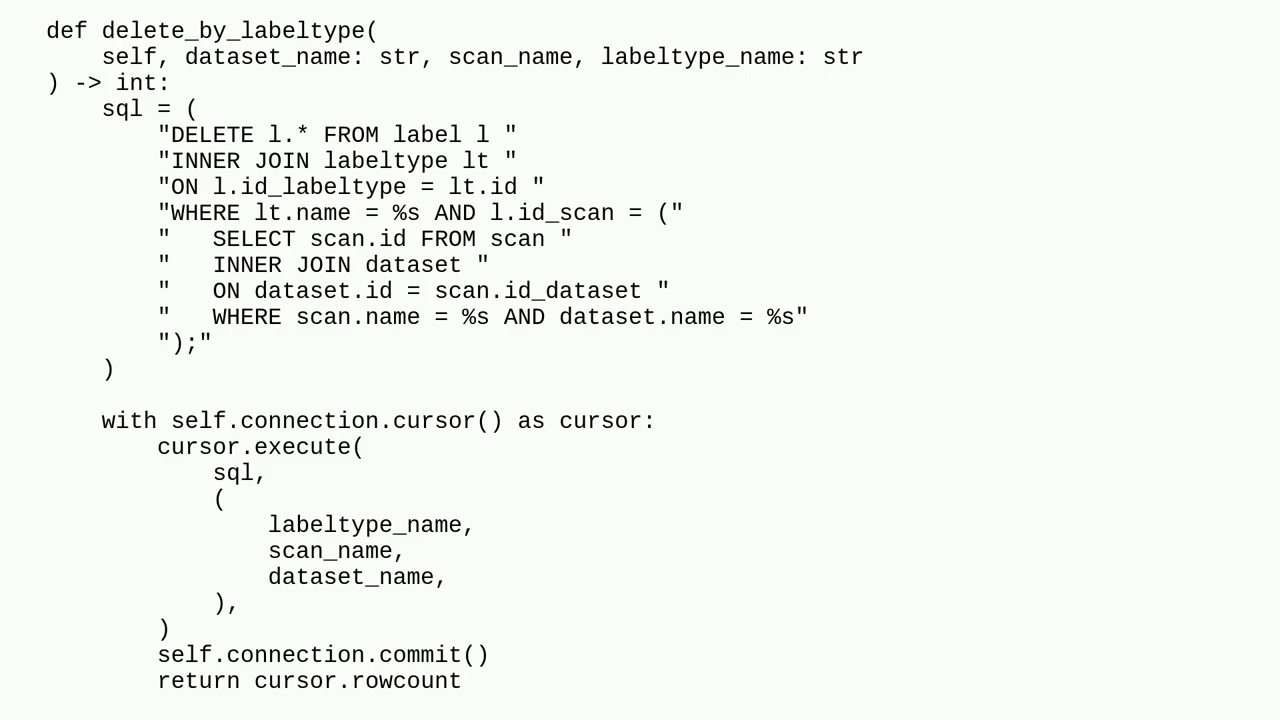 def delete_by_labeltype(
    self, dataset_name: str, scan_name, labeltype_name: str
) -> int:
    sql = (
        "DELETE l.* FROM label l "
        "INNER JOIN labeltype lt "
        "ON l.id_labeltype = lt.id "
        "WHERE lt.name = %s AND l.id_scan = ("
        "   SELECT scan.id FROM scan "
        "   INNER JOIN dataset "
        "   ON dataset.id = scan.id_dataset "
        "   WHERE scan.name = %s AND dataset.name = %s"
        ");"
    )

    with self.connection.cursor() as cursor:
        cursor.execute(
            sql,
            (
                labeltype_name,
                scan_name,
                dataset_name,
            ),
        )
        self.connection.commit()
        return cursor.rowcount